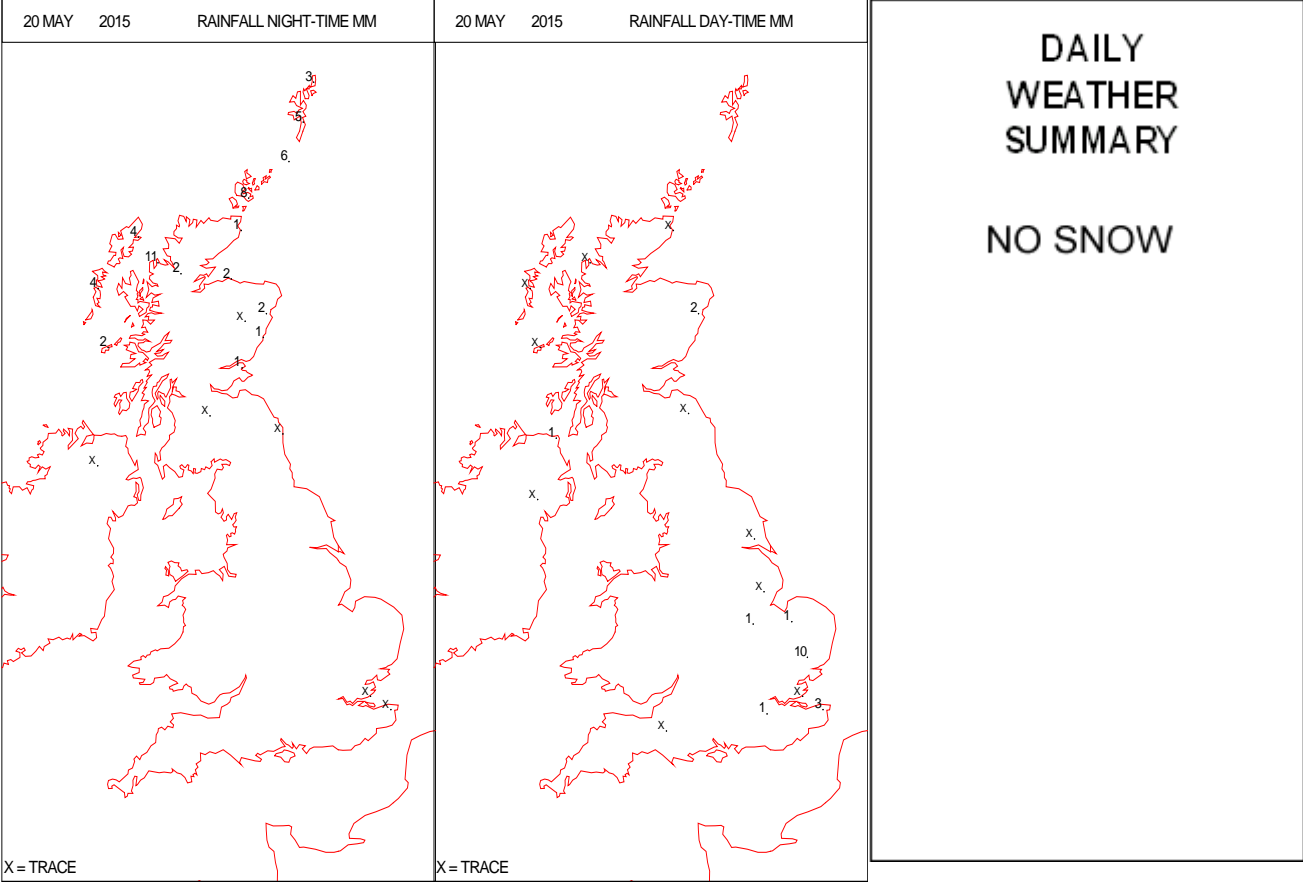 20 MAY 2015 RAINFALL NIGHT-TIME MM
3
5
6
8
1
4
11
2
2
4
2
X
1
2
1
X
X
X
X
X
X = TRACE
20 MAY 2015 RAINFALL DAY-TIME MM
X
X
X
2
X
X
1
X
X
X
1
1
10
X
1
3
X
X = TRACE
DAILY
WEATHER
SUMMARY
NO SNOW